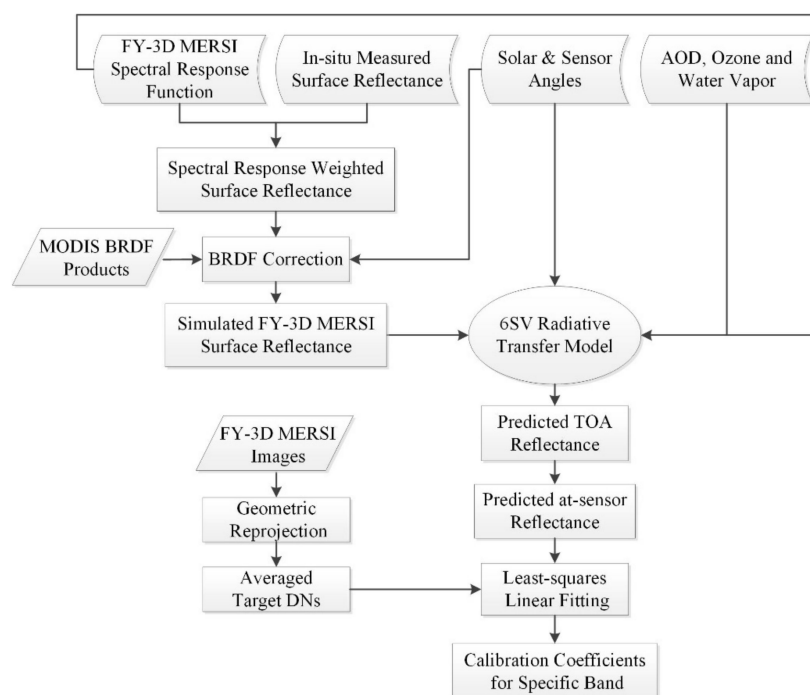 FY-3D MERSI
Spectral Response
Function
In-situ Measured
Surface Reflectance
Solar & Sensor
Angles
AOD, Ozone and
Water Vapor
Spectral Response Weighted
Surface Reflectance
MODIS BRDF
Products
BRDF Correction
Simulated FY-3D MERSI
Surface Reflectance
6SV Radiative
Transfer Model
Predicted TOA
Reflectance
FY-3D MERSI
Images
Predicted at-sensor
Reflectance
Geometric
Reprojection
Averaged
Target DNs
Least-squares
Linear Fitting
Calibration Coefficients
for Specific Band